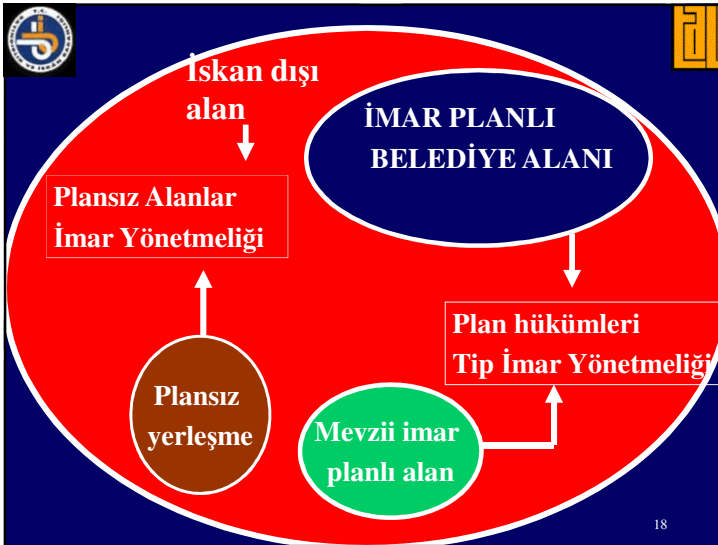 İskan dışı
alan
İMAR PLANLI
BELEDİYE ALANI
Plansız Alanlar
İmar Yönetmeliği
Plan hükümleri
Tip İmar Yönetmeliği
Plansız
yerleşme
Mevzii imar
planlı alan
18